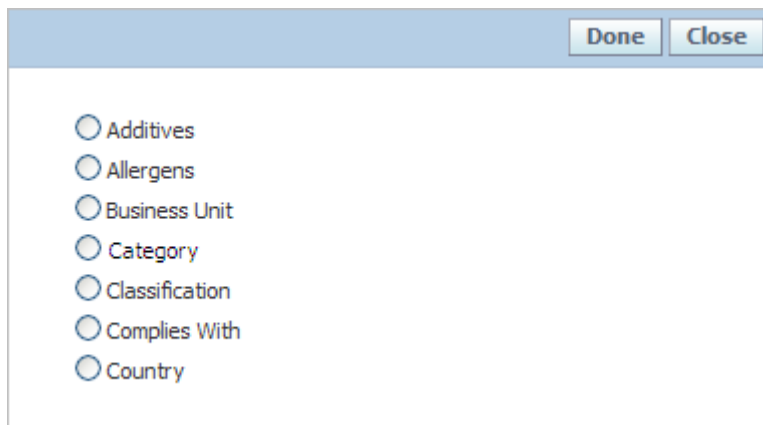 Done Close
Additives
Allergens
Business Unit
Category
Classification
Complies With
Country